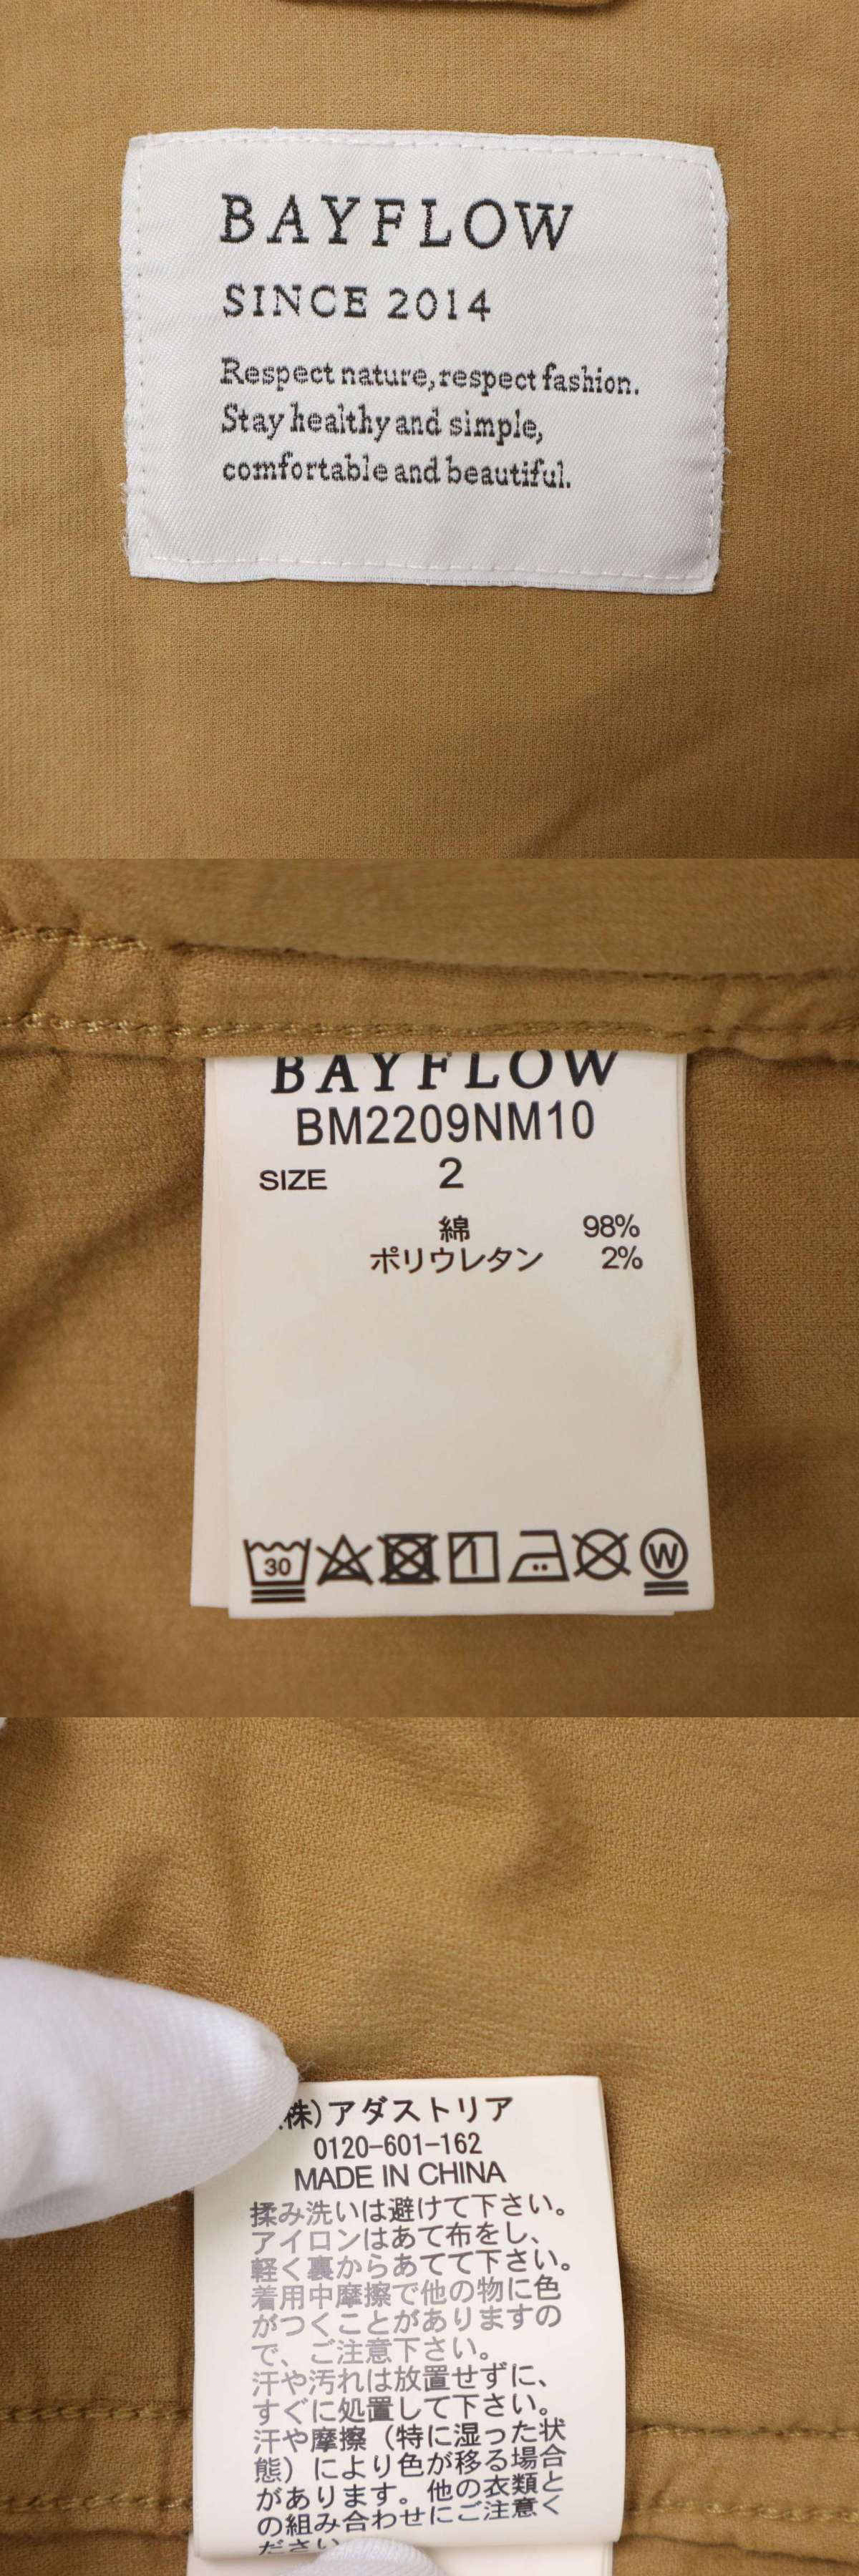 BAYFLOW
SINCE 2014
Respect nature, respect fashion.
Stay healthy and simple,
comfortable and beautiful.
BAYFLOW
BM2209NM10
SIZE 2
綿 98%
ポリウレタン 2%
30 W
(株)アダストリア
0120-601-162
MADE IN CHINA
揉み洗いは避けて下さい。
アイロンはあて布をし、
軽く裏からあてて下さい。
着用中摩擦で他の物に色
がつくことがありますの
で、ご注意下さい。
汗や汚れは放置せずに、
すぐに処置して下さい。
汗や摩擦（特に湿った状
態）により色が移る場合
があります。他の衣類と
の組み合わせにご注意く
ださい